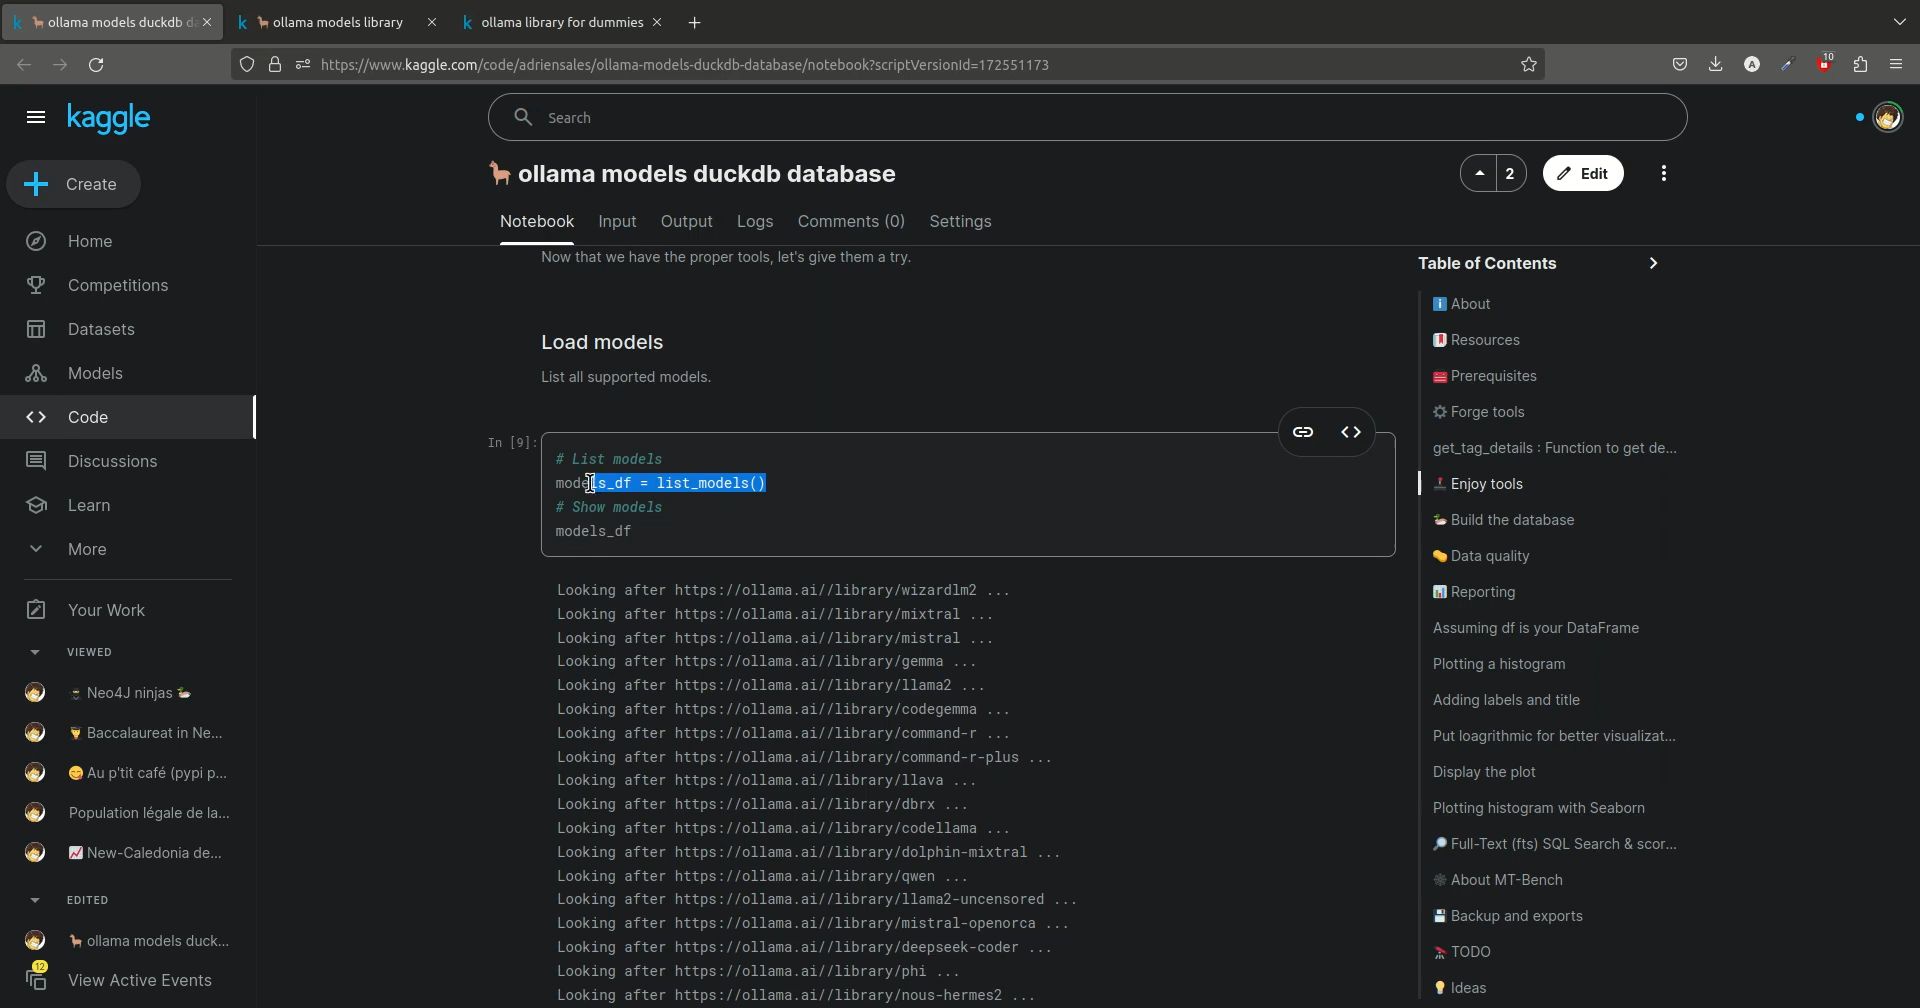 ollama models duckdb da
ollama models library
ollama library for dummies
https://www.kaggle.com/code/adriensales/ollama-models-duckdb-database/notebook?scriptVersionId=172551173
A
10
kaggle
Search
Create
ollama models duckdb database
2
Edit
Notebook
Input
Output
Logs
Comments (0)
Settings
Home
Competitions
Datasets
Models
Code
Discussions
Learn
More
Your Work
VIEWED
Neo4J ninjas
Baccalaureat in Ne...
Au p'tit café (pypi p...
Population légale de la...
New-Caledonia de...
EDITED
ollama models duck...
12
View Active Events
Now that we have the proper tools, let's give them a try.
Load models
List all supported models.
In [9]:
# List models
models_df = list_models()
# Show models
models_df
Looking after https://ollama.ai//library/wizardlm2 ...
Looking after https://ollama.ai//library/mixtral ...
Looking after https://ollama.ai//library/mistral ...
Looking after https://ollama.ai//library/gemma ...
Looking after https://ollama.ai//library/llama2 ...
Looking after https://ollama.ai//library/codegemma ...
Looking after https://ollama.ai//library/command-r ...
Looking after https://ollama.ai//library/command-r-plus ...
Looking after https://ollama.ai//library/llava ...
Looking after https://ollama.ai//library/dbrx ...
Looking after https://ollama.ai//library/codellama ...
Looking after https://ollama.ai//library/dolphin-mixtral ...
Looking after https://ollama.ai//library/qwen ...
Looking after https://ollama.ai//library/llama2-uncensored ...
Looking after https://ollama.ai//library/mistral-openorca ...
Looking after https://ollama.ai//library/deepseek-coder ...
Looking after https://ollama.ai//library/phi ...
Looking after https://ollama.ai//library/nous-hermes2 ...
Table of Contents
About
Resources
Prerequisites
Forge tools
get_tag_details : Function to get de...
Enjoy tools
Build the database
Data quality
Reporting
Assuming df is your DataFrame
Plotting a histogram
Adding labels and title
Put loagrithmic for better visualizat...
Display the plot
Plotting histogram with Seaborn
Full-Text (fts) SQL Search & scor...
About MT-Bench
Backup and exports
TODO
Ideas